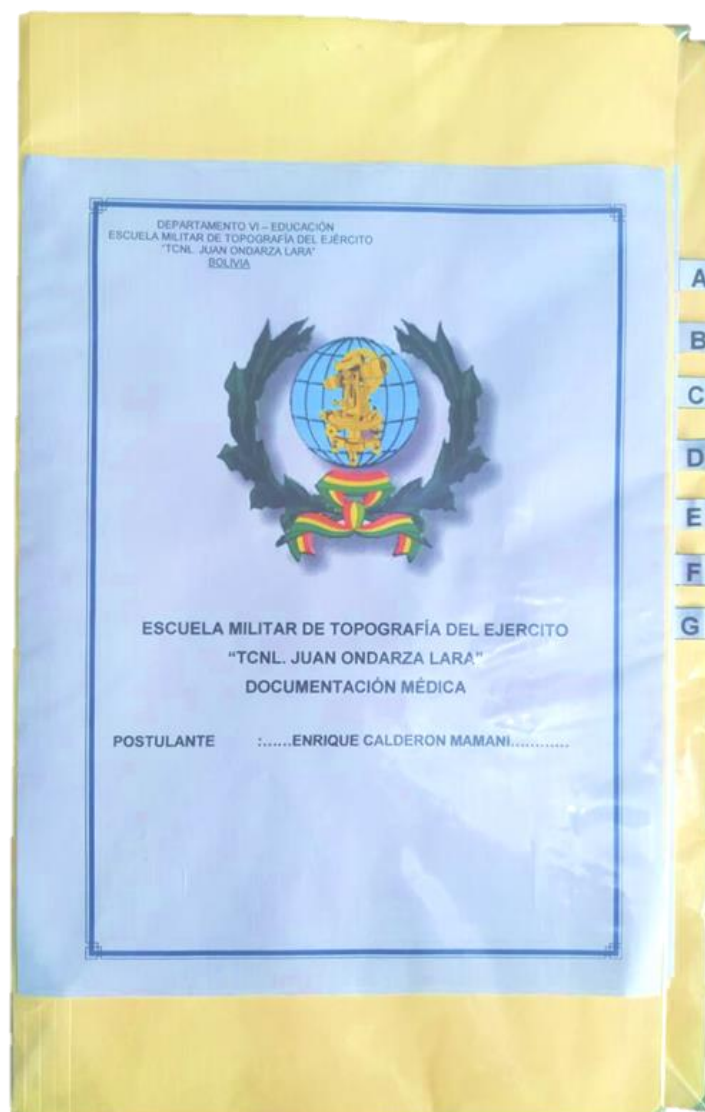 DEPARTAMENTO VI – EDUCACIÓN
ESCUELA MILITAR DE TOPOGRAFÍA DEL EJÉRCITO
"TCNL. JUAN ONDARZA LARA"
BOLIVIA
A
B
C
D
E
F
G
ESCUELA MILITAR DE TOPOGRAFÍA DEL EJERCITO
"TCNL. JUAN ONDARZA LARA"
DOCUMENTACIÓN MÉDICA
POSTULANTE :......ENRIQUE CALDERON MAMANI............